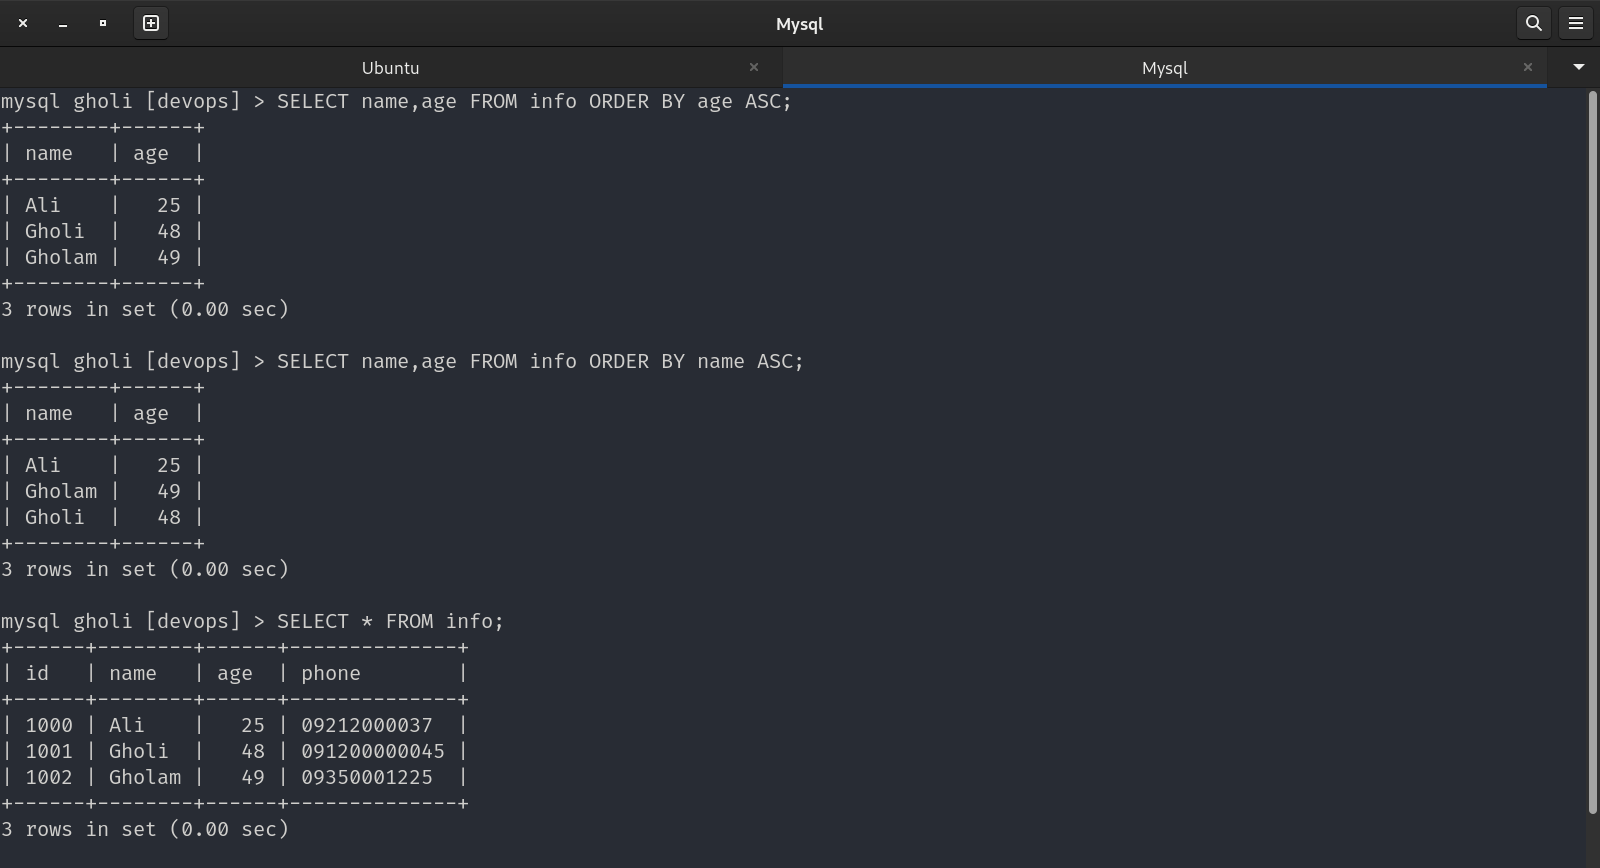 Mysql
Ubuntu
Mysql
mysql gholi [devops] > SELECT name,age FROM info ORDER BY age ASC;
+--------+------+
| name   | age  |
+--------+------+
| Ali    |   25 |
| Gholi  |   48 |
| Gholam |   49 |
+--------+------+
3 rows in set (0.00 sec)
mysql gholi [devops] > SELECT name,age FROM info ORDER BY name ASC;
+--------+------+
| name   | age  |
+--------+------+
| Ali    |   25 |
| Gholam |   49 |
| Gholi  |   48 |
+--------+------+
3 rows in set (0.00 sec)
mysql gholi [devops] > SELECT * FROM info;
+------+--------+------+--------------+
| id   | name   | age  | phone        |
+------+--------+------+--------------+
| 1000 | Ali    |   25 | 09212000037  |
| 1001 | Gholi  |   48 | 091200000045 |
| 1002 | Gholam |   49 | 09350001225  |
+------+--------+------+--------------+
3 rows in set (0.00 sec)